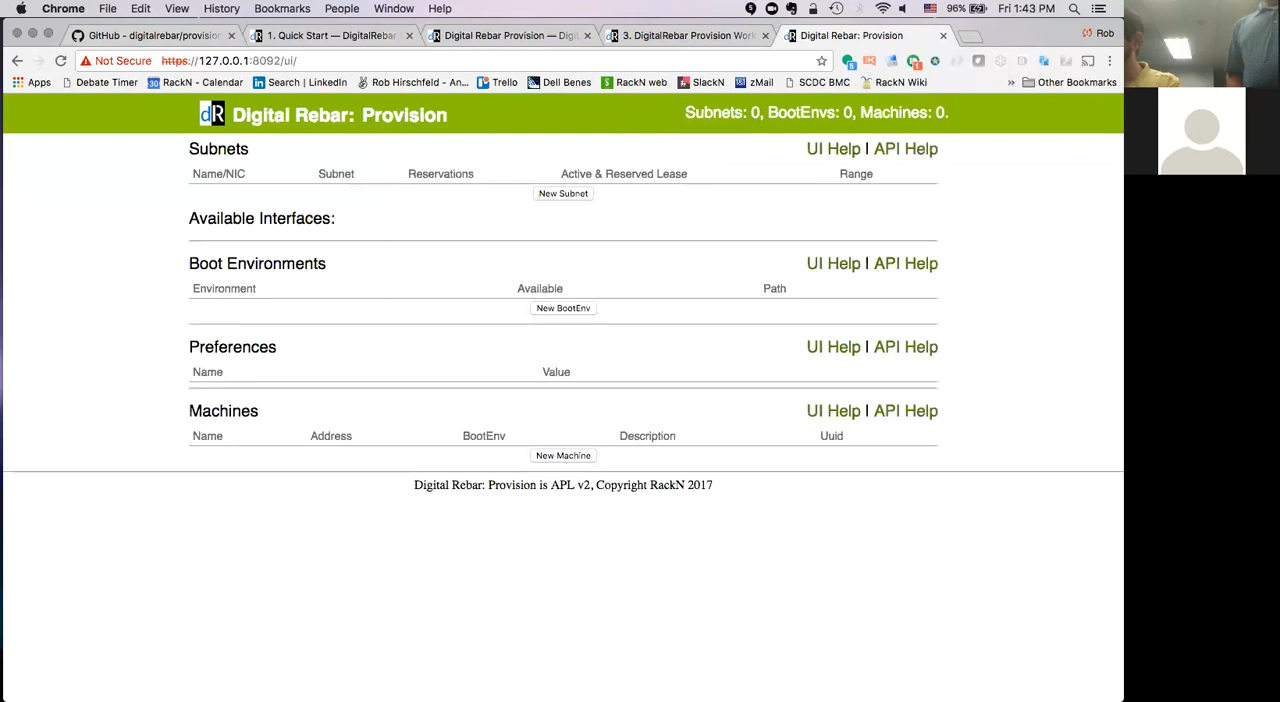 Chrome File Edit View History Bookmarks People Window Help 96% Fri 1:43 PM
GitHub - digitalrebar/provision 1. Quick Start — DigitalRebar Digital Rebar Provision — Digit 3. DigitalRebar Provision Work Digital Rebar: Provision Rob
Not Secure https://127.0.0.1:8092/ui/
Apps Debate Timer RackN - Calendar Search | LinkedIn Rob Hirschfeld - An... Trello Dell Benes RackN web SlackN zMail SCDC BMC RackN Wiki » Other Bookmarks
dR Digital Rebar: Provision Subnets: 0, BootEnvs: 0, Machines: 0.
Subnets UI Help | API Help
Name/NIC Subnet Reservations Active & Reserved Lease Range
New Subnet
Available Interfaces:
Boot Environments UI Help | API Help
Environment Available Path
New BootEnv
Preferences UI Help | API Help
Name Value
Machines UI Help | API Help
Name Address BootEnv Description Uuid
New Machine
Digital Rebar: Provision is APL v2, Copyright RackN 2017